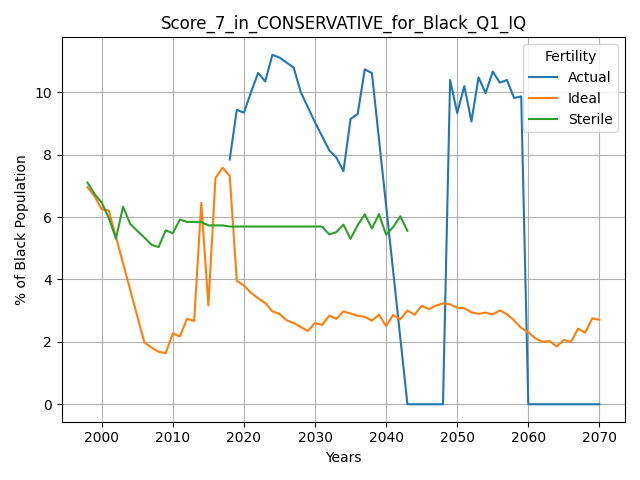 Score_7_in_CONSERVATIVE_for_Black_Q1_IQ
Fertility
Actual
Ideal
Sterile
% of Black Population
10
8
6
4
2
0
2000 2010 2020 2030 2040 2050 2060 2070
Years